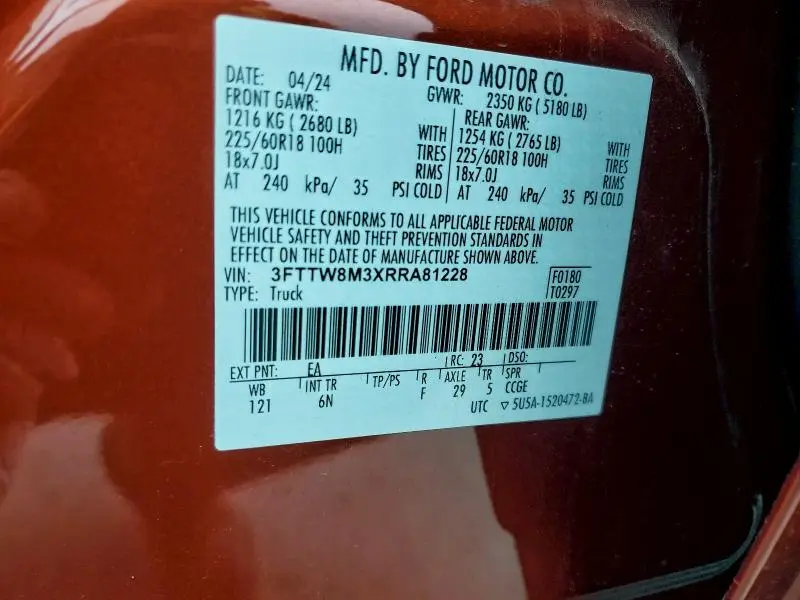 MFD. BY FORD MOTOR CO.
DATE: 04/24 GVWR: 2350 KG ( 5180 LB)
FRONT GAWR: REAR GAWR:
1216 KG ( 2680 LB) WITH 1254 KG ( 2765 LB) WITH
225/60R18 100H TIRES 225/60R18 100H TIRES
18x7.0J RIMS 18x7.0J RIMS
AT 240 kPa/ 35 PSI COLD AT 240 kPa/ 35 PSI COLD
THIS VEHICLE CONFORMS TO ALL APPLICABLE FEDERAL MOTOR
VEHICLE SAFETY AND THEFT PREVENTION STANDARDS IN
EFFECT ON THE DATE OF MANUFACTURE SHOWN ABOVE.
VIN: 3FTTW8M3XRRA81228 F0180
TYPE: Truck T0297
EXT PNT: EA RC: 23 DSO:
WB INT TR TP/PS R AXLE TR SPR
121 6N F 29 5 CCGE
UTC ▽ 5U5A-1520472-BA